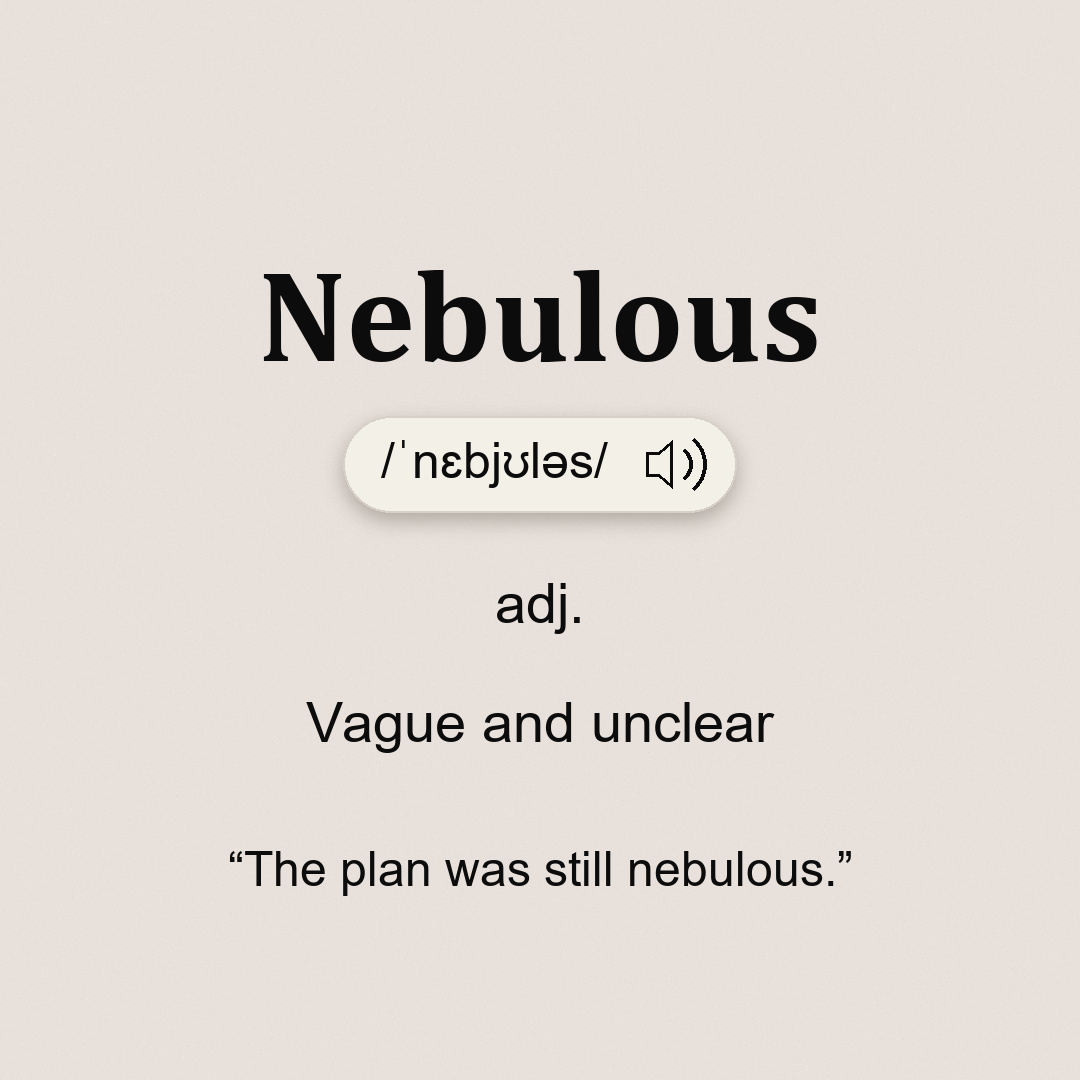 Nebulous
/ˈnɛbjʊləs/
adj.
Vague and unclear
“The plan was still nebulous.”